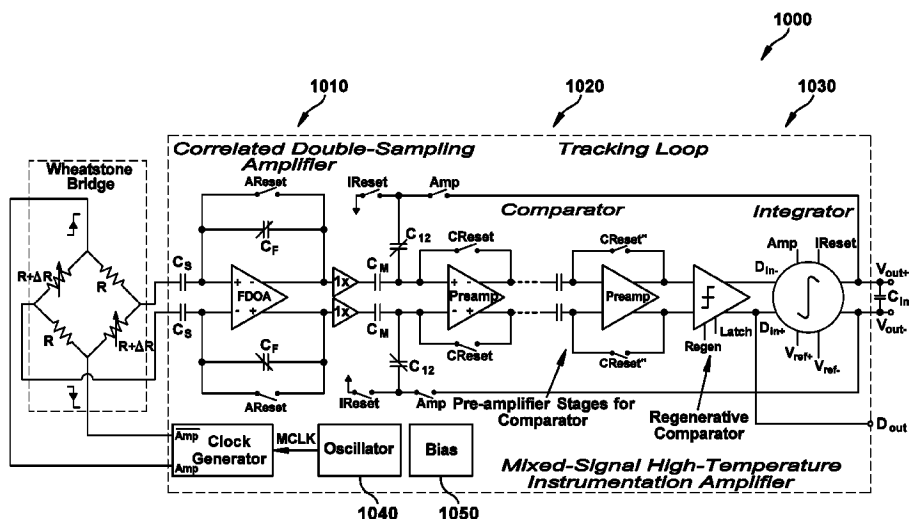 1000
1010
1020
1030
Correlated Double-Sampling
Amplifier
Tracking Loop
Wheatstone
Bridge
AReset
IReset
Amp
Comparator
Integrator
CF
C12
CReset
CReset"
Amp
IReset
R+ΔR
R
CS
+ -
FDOA
- +
1x
CM
+ -
Preamp
- +
+ -
Preamp
- +
Din-
Vout+
Cin
1x
CS
CM
Latch
Regen
Din+
Vout-
R
R+ΔR
CF
C12
CReset
CReset"
Vref+
Vref-
AReset
IReset
Amp
Pre-amplifier Stages for
Comparator
Regenerative
Comparator
Dout
Amp
Amp
Clock
Generator
MCLK
Oscillator
Bias
Mixed-Signal High-Temperature
Instrumentation Amplifier
1040
1050